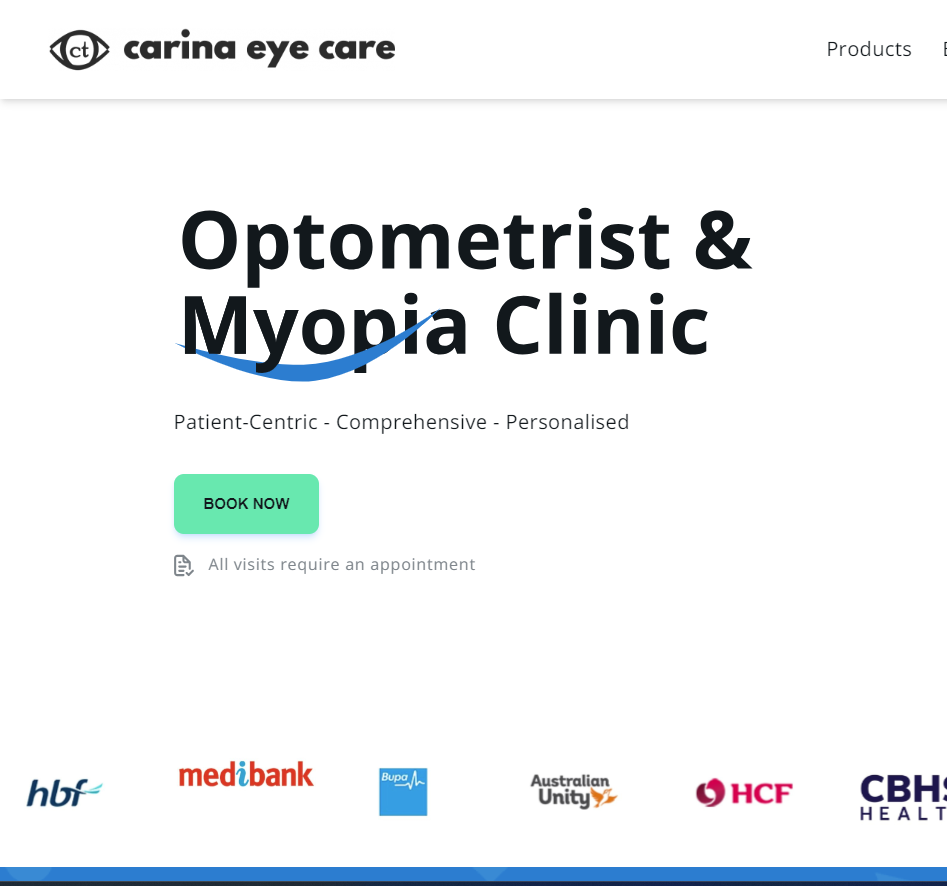 ct carina eye care
Products
Optometrist &
Myopia Clinic
Patient-Centric - Comprehensive - Personalised
BOOK NOW
All visits require an appointment
hbf
medibank
Bupa
Australian
Unity
HCF
CBHS
HEALT